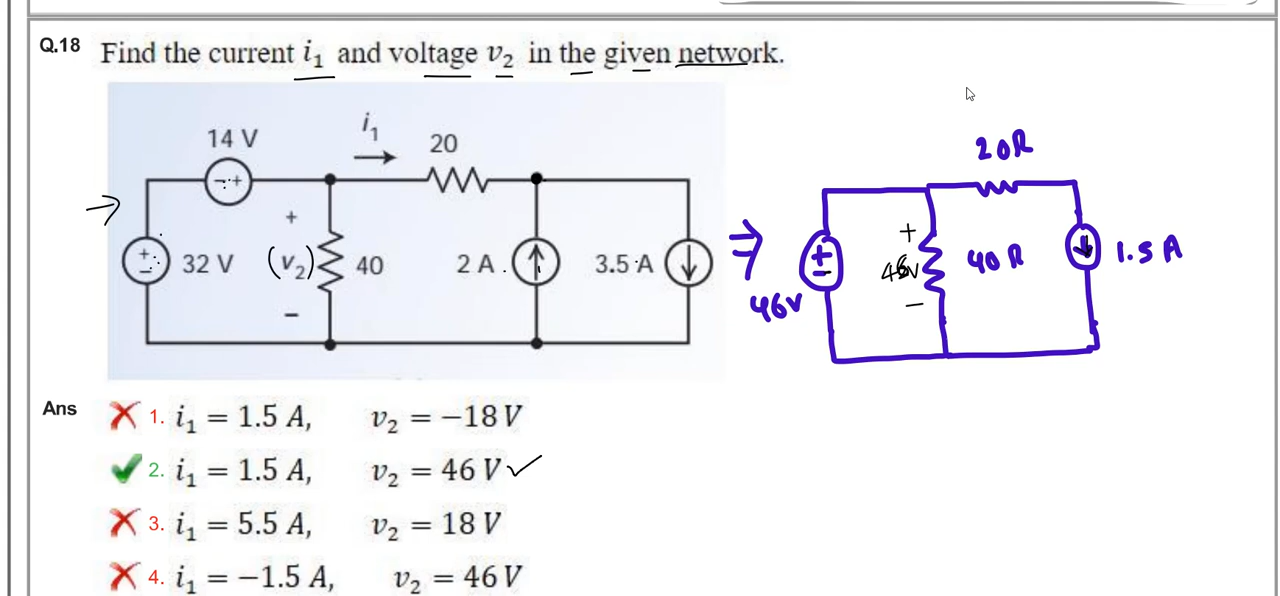 Q.18 Find the current i₁ and voltage v₂ in the given network.
14 V
i₁
20
20R
- +
+
+
-
32 V
(v₂)
40
2 A
3.5 A
-
+
-
46V
+
-
40R
1.5 A
Ans
1. i₁ = 1.5 A, v₂ = −18 V
2. i₁ = 1.5 A, v₂ = 46 V
3. i₁ = 5.5 A, v₂ = 18 V
4. i₁ = −1.5 A, v₂ = 46 V